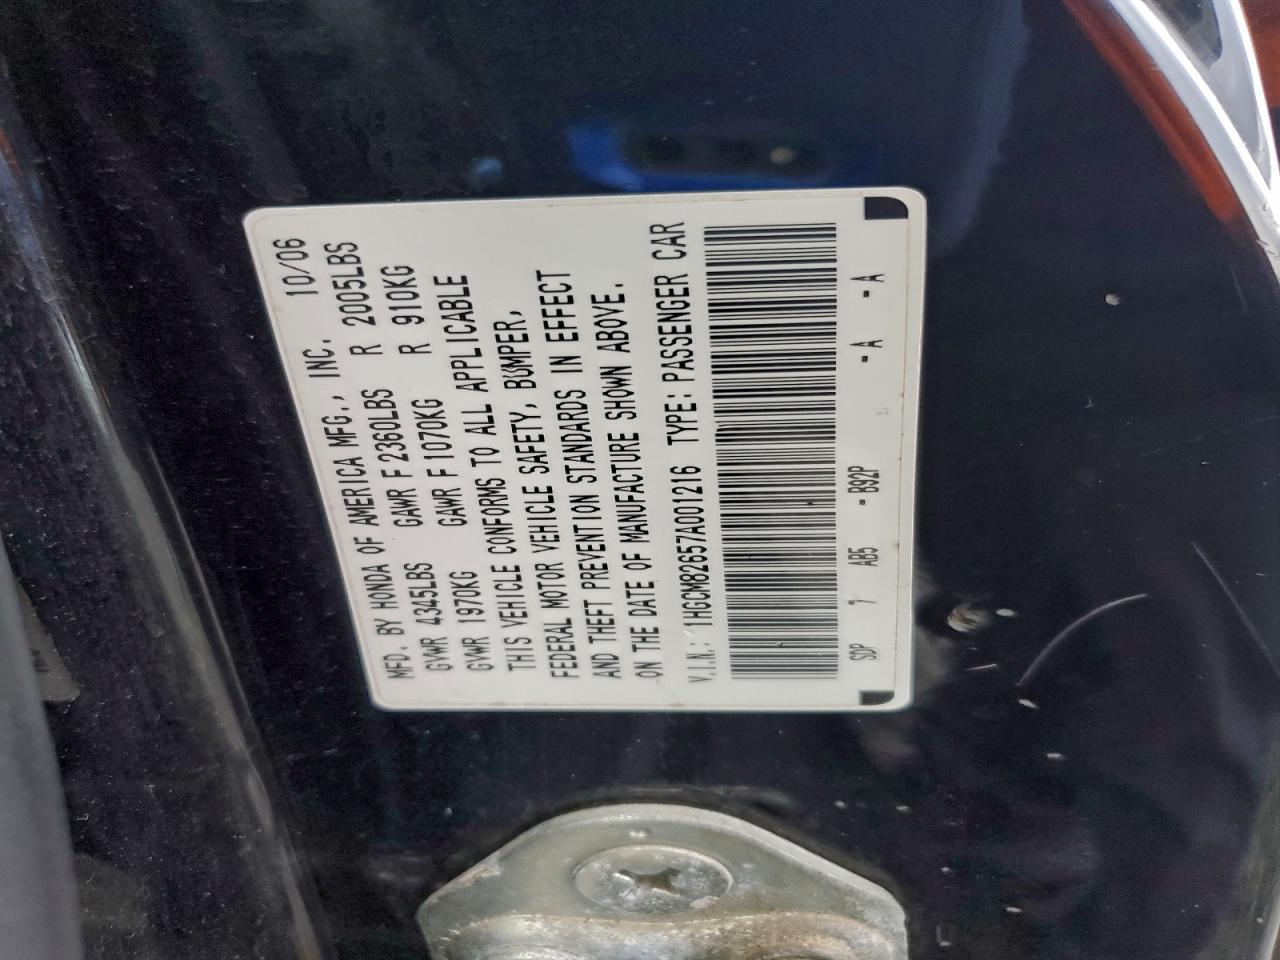 MFD. BY HONDA OF AMERICA MFG., INC. 10/06
GVWR 4345LBS GAWR F 2360LBS R 2005LBS
GVWR 1970KG GAWR F 1070KG R 910KG
THIS VEHICLE CONFORMS TO ALL APPLICABLE
FEDERAL MOTOR VEHICLE SAFETY, BUMPER,
AND THEFT PREVENTION STANDARDS IN EFFECT
ON THE DATE OF MANUFACTURE SHOWN ABOVE.
V.I.N.: 1HGCM82657A001216 TYPE: PASSENGER CAR
SDP 7 AB5 - B92P - A - A